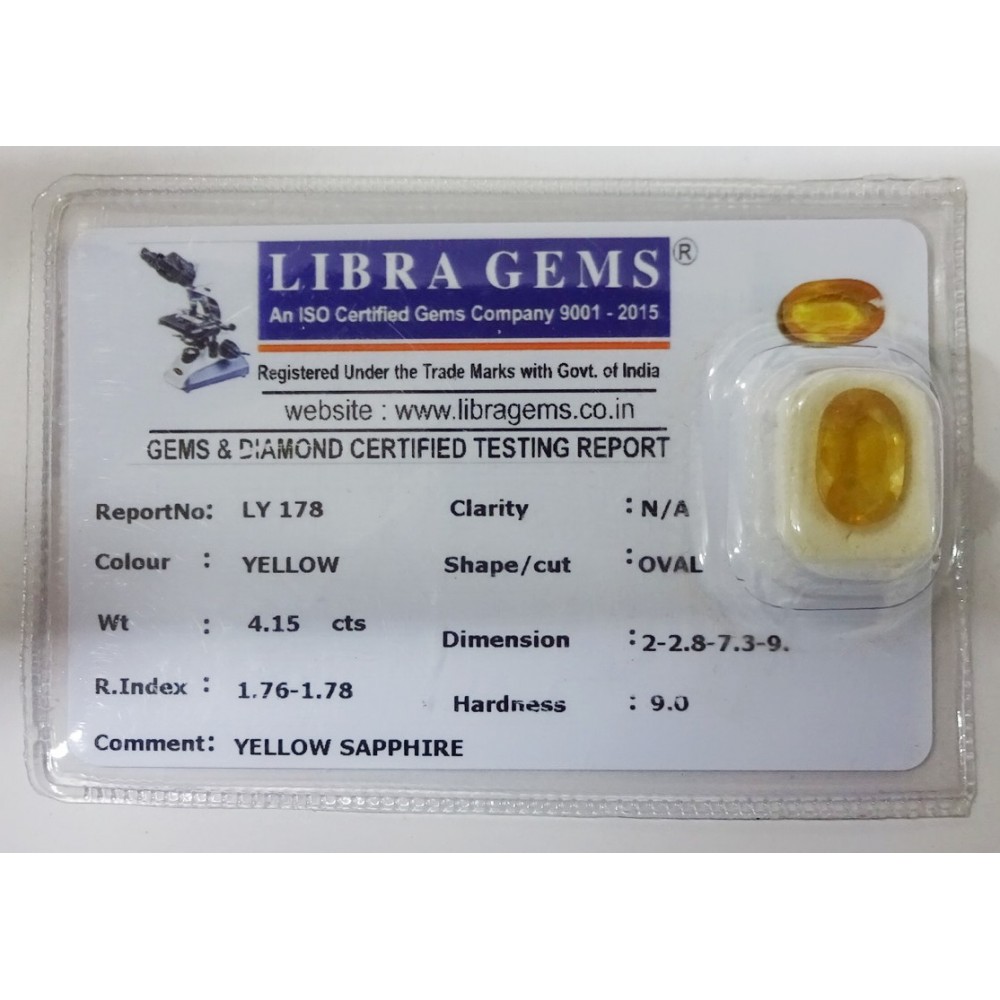 LIBRA GEMS®
An ISO Certified Gems Company 9001 - 2015
Registered Under the Trade Marks with Govt. of India
website : www.libragems.co.in
GEMS & DIAMOND CERTIFIED TESTING REPORT
ReportNo: LY 178 Clarity : N/A
Colour : YELLOW Shape/cut : OVAL
Wt : 4.15 cts Dimension : 2-2.8-7.3-9.
R.Index : 1.76-1.78 Hardness : 9.0
Comment: YELLOW SAPPHIRE